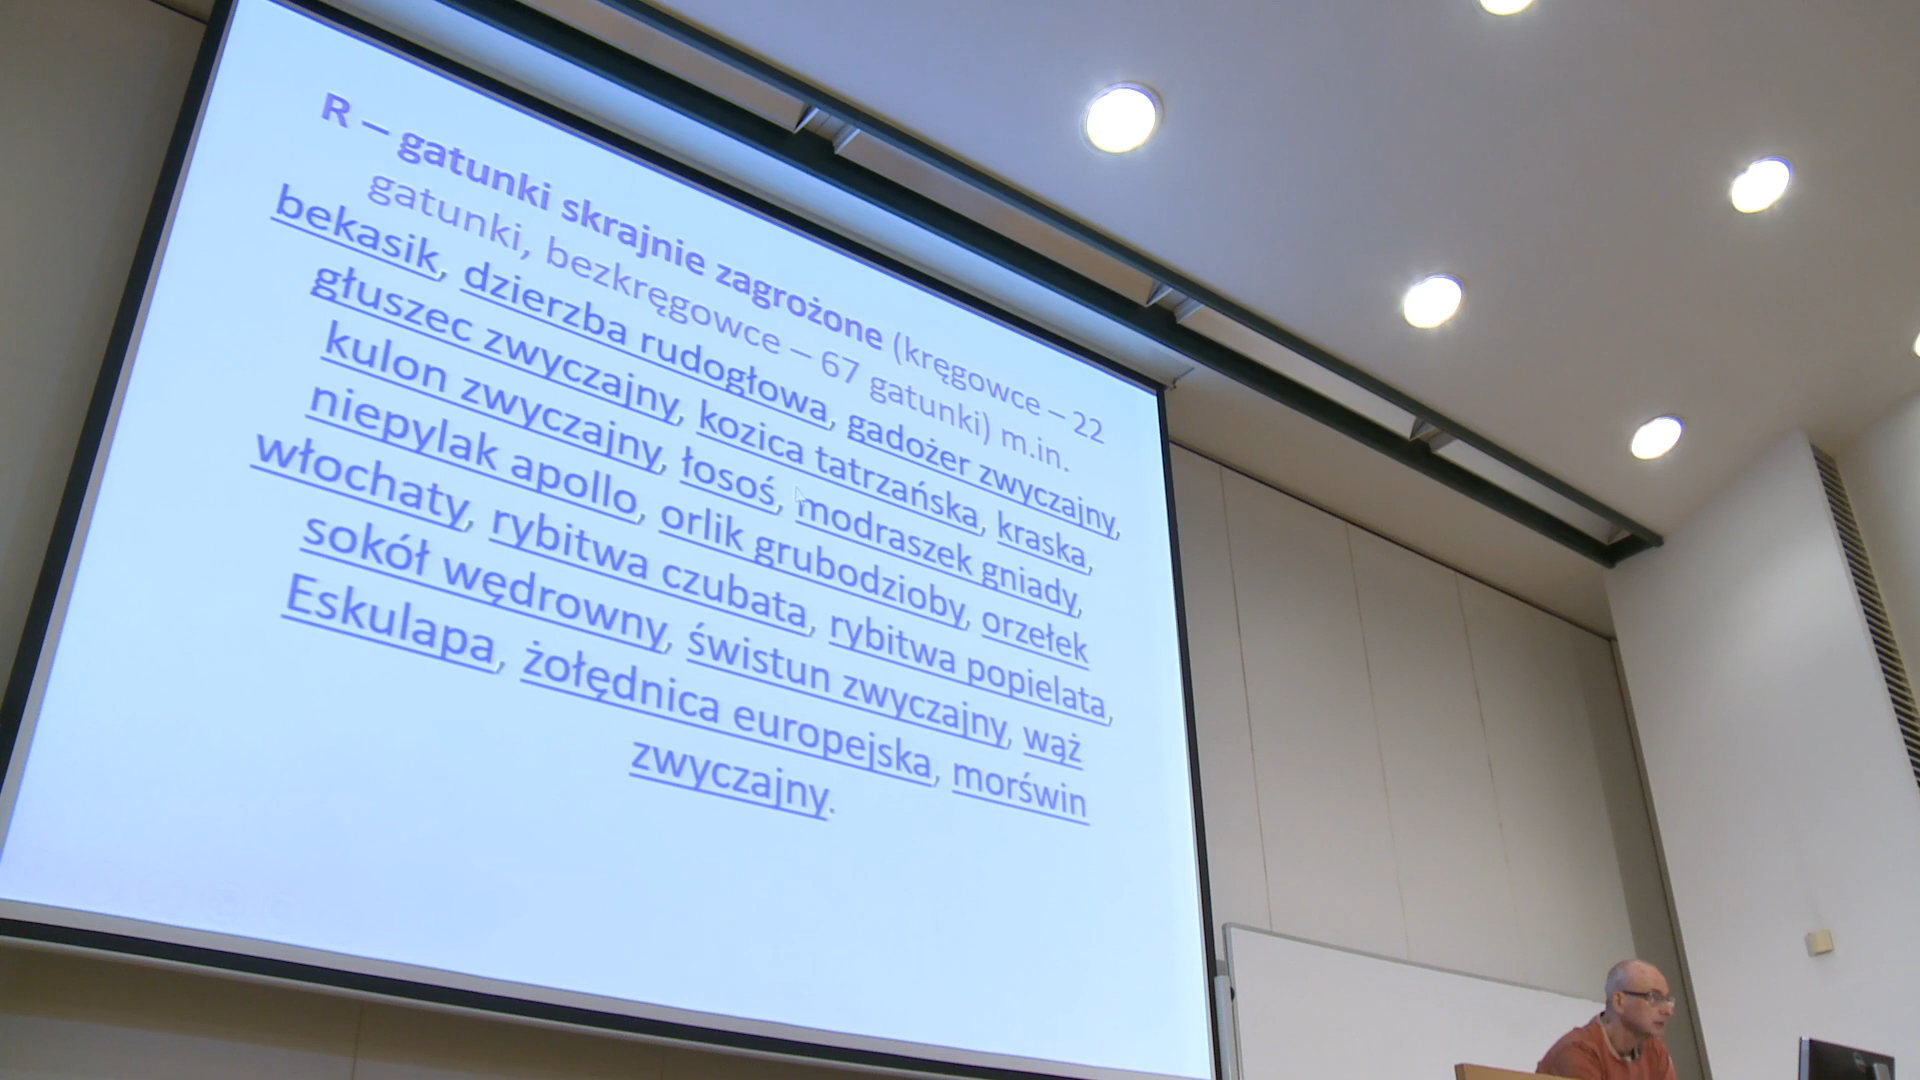 R – gatunki skrajnie zagrożone (kręgowce – 22
gatunki, bezkręgowce – 67 gatunki) m.in.
bekasik, dzierzba rudogłowa, gadożer zwyczajny,
głuszec zwyczajny, kozica tatrzańska, kraska,
kulon zwyczajny, łosoś, modraszek gniady,
niepylak apollo, orlik grubodzioby, orzełek
włochaty, rybitwa czubata, rybitwa popielata,
sokół wędrowny, świstun zwyczajny, wąż
Eskulapa, żołędnica europejska, morświn
zwyczajny.